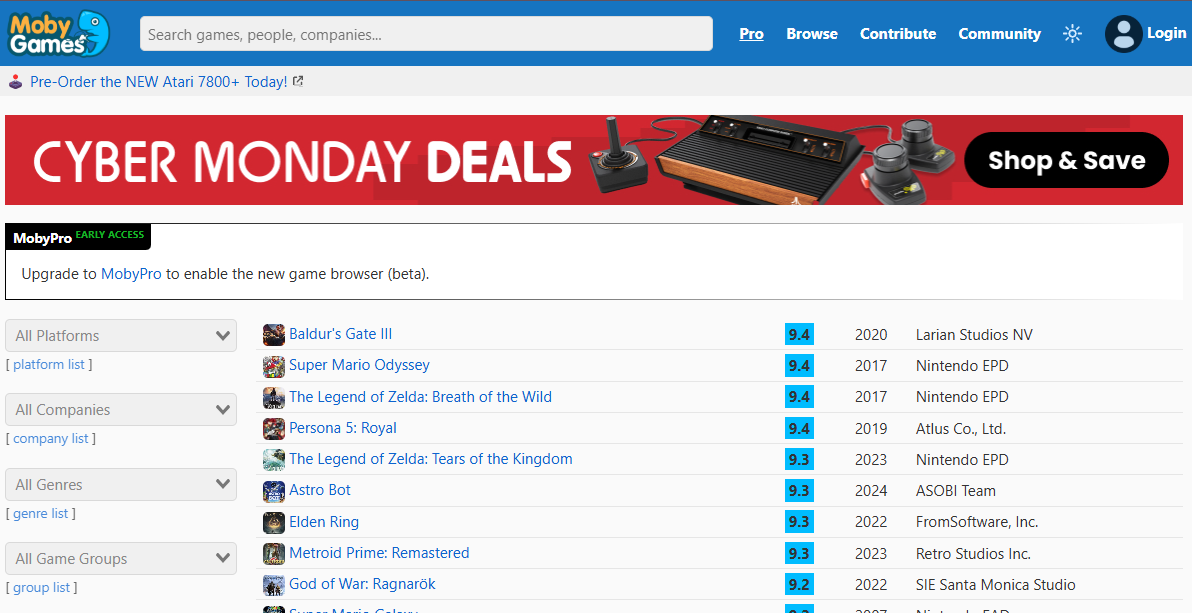 Moby
Games
Search games, people, companies...
Pro
Browse
Contribute
Community
Login
Pre-Order the NEW Atari 7800+ Today!
CYBER MONDAY DEALS
Shop & Save
MobyPro EARLY ACCESS
Upgrade to MobyPro to enable the new game browser (beta).
All Platforms
[ platform list ]
All Companies
[ company list ]
All Genres
[ genre list ]
All Game Groups
[ group list ]
Baldur's Gate III 9.4 2020 Larian Studios NV
Super Mario Odyssey 9.4 2017 Nintendo EPD
The Legend of Zelda: Breath of the Wild 9.4 2017 Nintendo EPD
Persona 5: Royal 9.4 2019 Atlus Co., Ltd.
The Legend of Zelda: Tears of the Kingdom 9.3 2023 Nintendo EPD
Astro Bot 9.3 2024 ASOBI Team
Elden Ring 9.3 2022 FromSoftware, Inc.
Metroid Prime: Remastered 9.3 2023 Retro Studios Inc.
God of War: Ragnarök 9.2 2022 SIE Santa Monica Studio